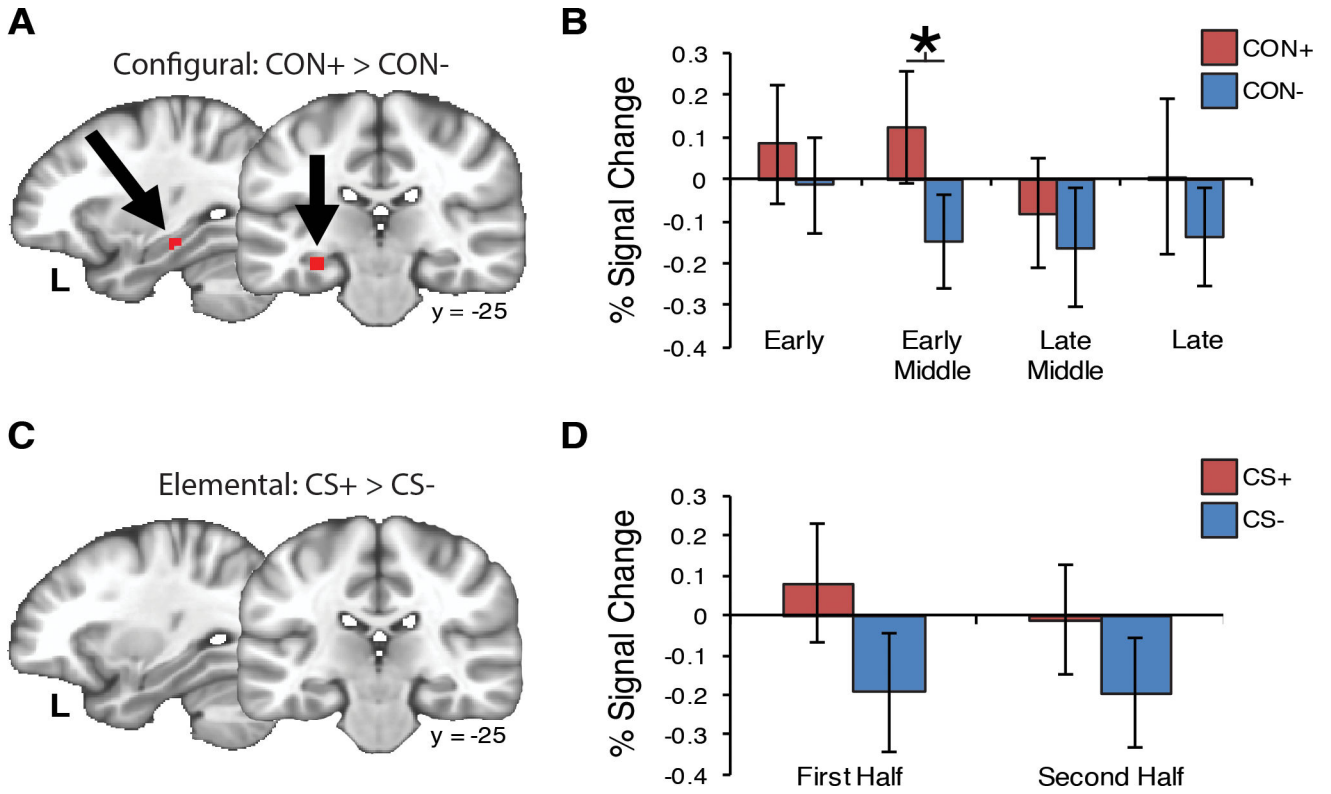 A
Configural: CON+ > CON-
L
y = -25
B
*
CON+
CON-
% Signal Change
0.3
0.2
0.1
0
-0.1
-0.2
-0.3
-0.4
Early
Early
Middle
Late
Middle
Late
C
Elemental: CS+ > CS-
L
y = -25
D
CS+
CS-
% Signal Change
0.3
0.2
0.1
0
-0.1
-0.2
-0.3
-0.4
First Half
Second Half